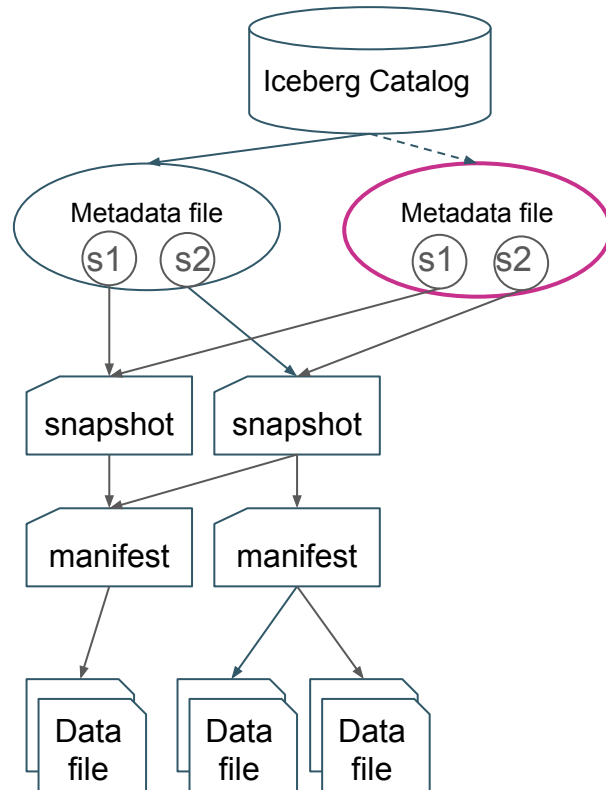 Iceberg Catalog
Metadata file
s1 s2
Metadata file
s1 s2
snapshot
snapshot
manifest
manifest
Data
file
Data
file
Data
file